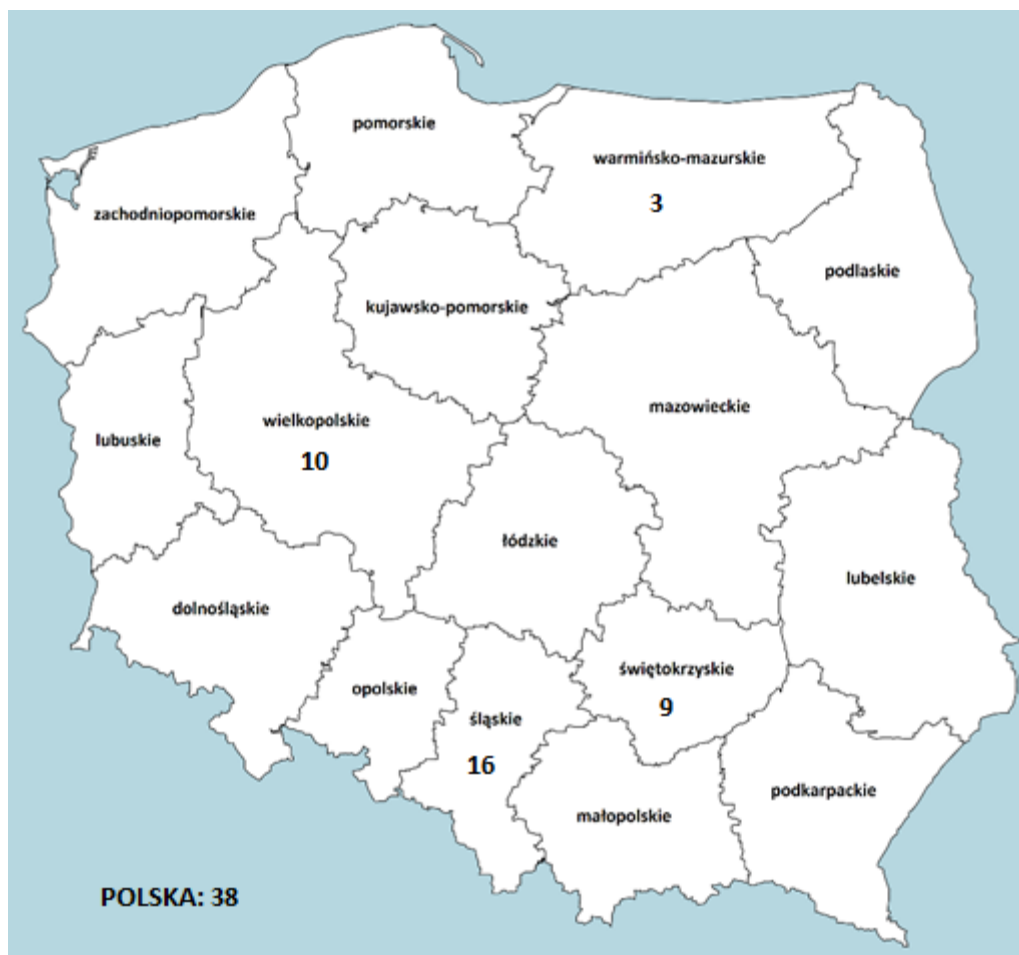 pomorskie
warmińsko-mazurskie
3
zachodniopomorskie
podlaskie
kujawsko-pomorskie
mazowieckie
wielkopolskie
10
lubuskie
łódzkie
lubelskie
dolnośląskie
świętokrzyskie
9
opolskie
śląskie
16
podkarpackie
małopolskie
POLSKA: 38